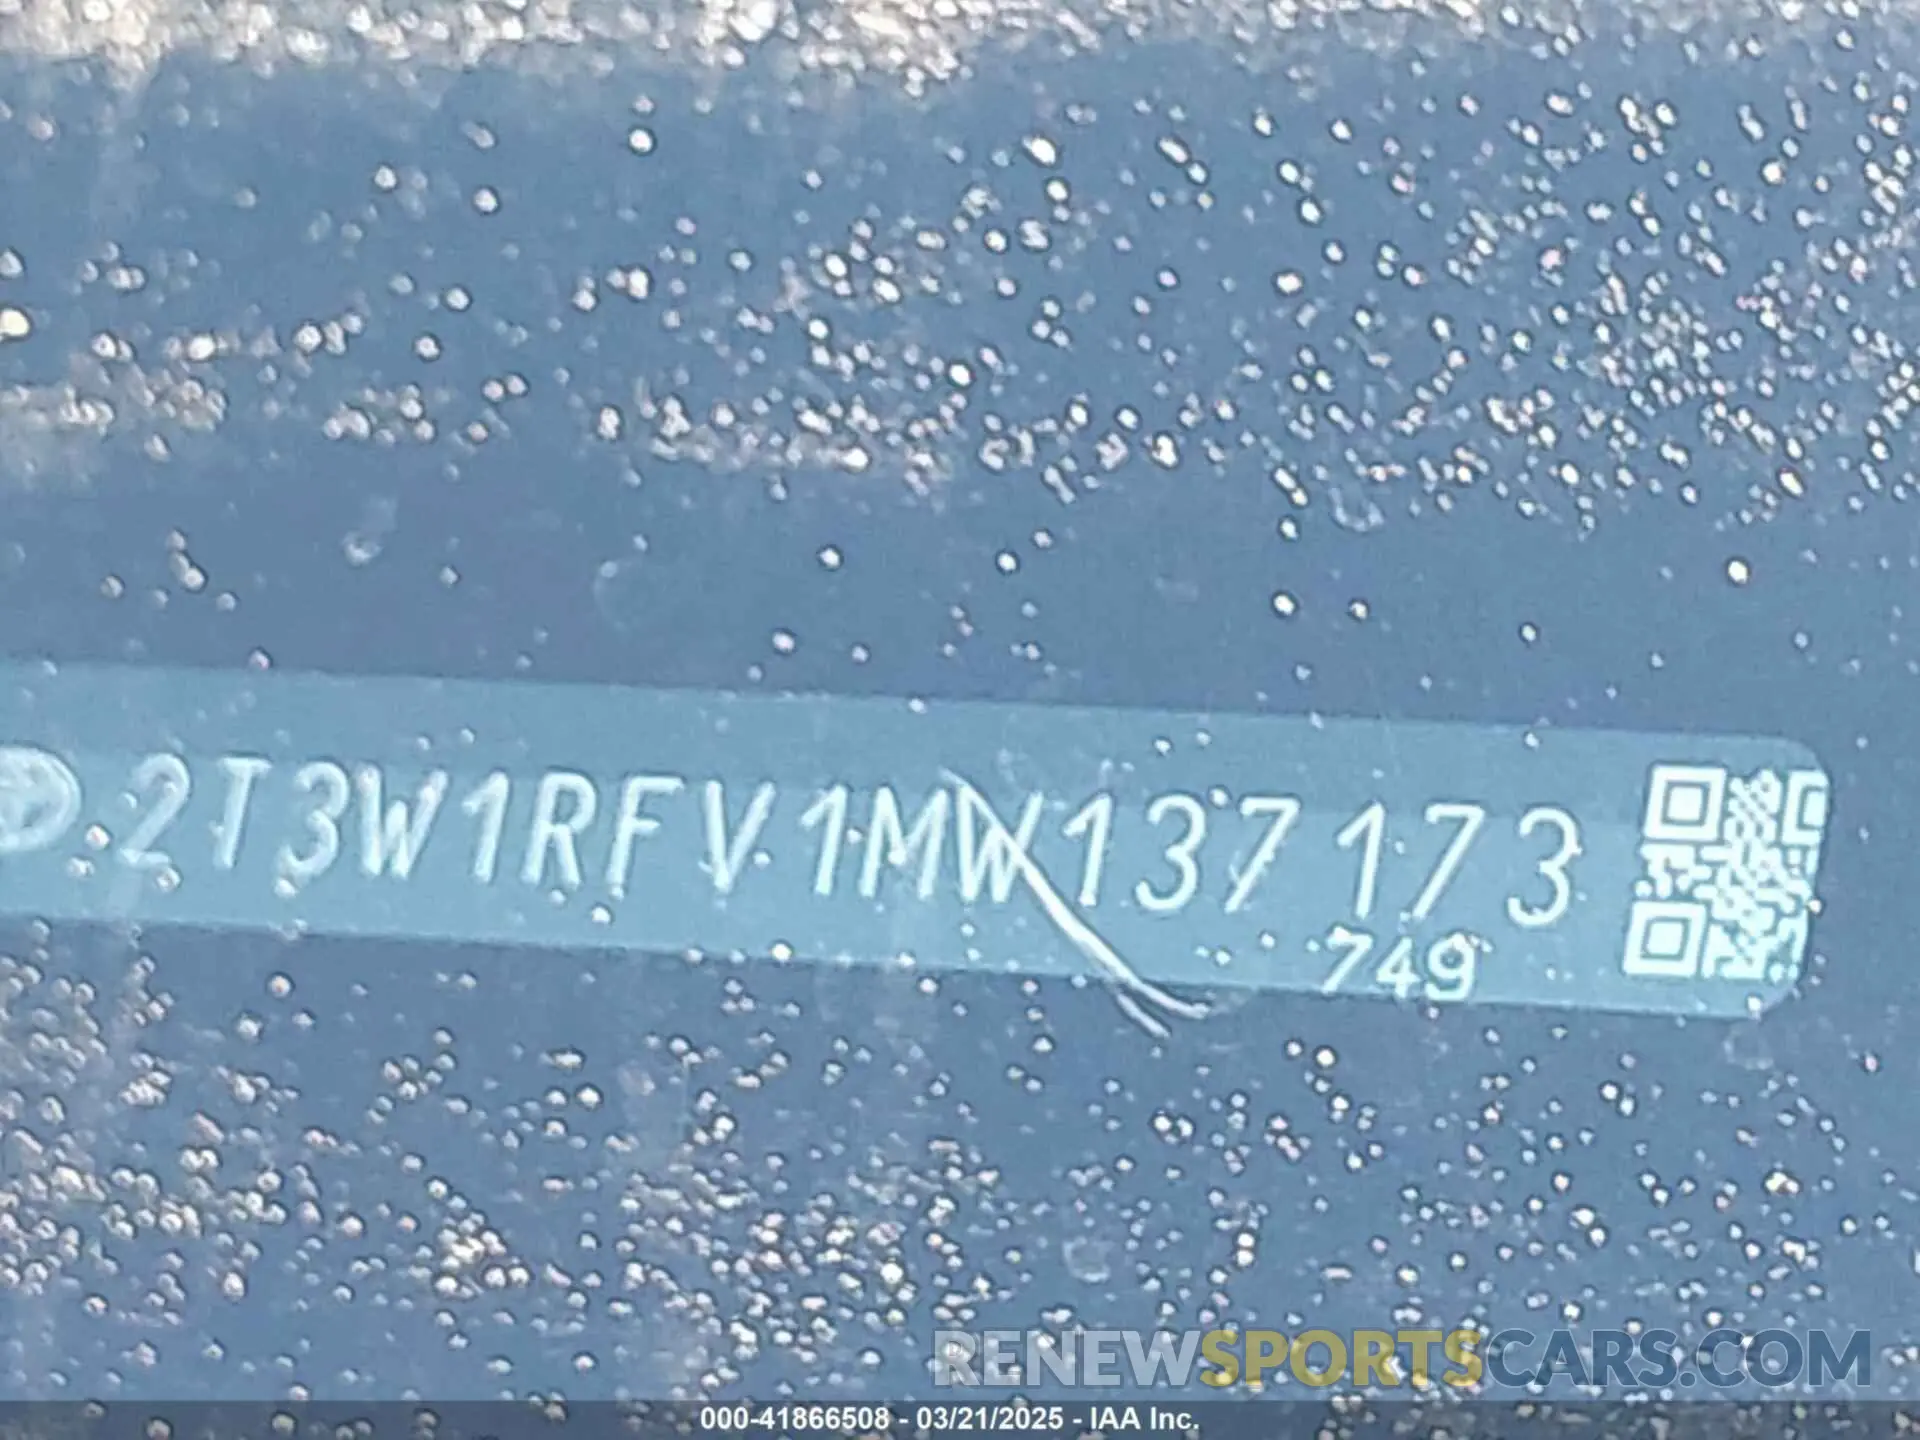 2T3W1RFV1MW137173
749
RENEWSPORTSCARS.COM
000-41866508 - 03/21/2025 - IAA Inc.